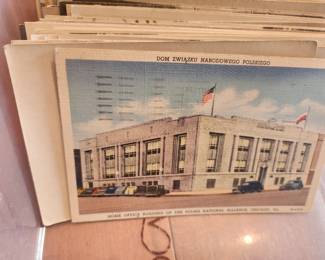 DOM ZWIĄZKU NARODOWEGO POLSKIEGO
HOME OFFICE BUILDING OF THE POLISH NATIONAL ALLIANCE, CHICAGO, ILL.